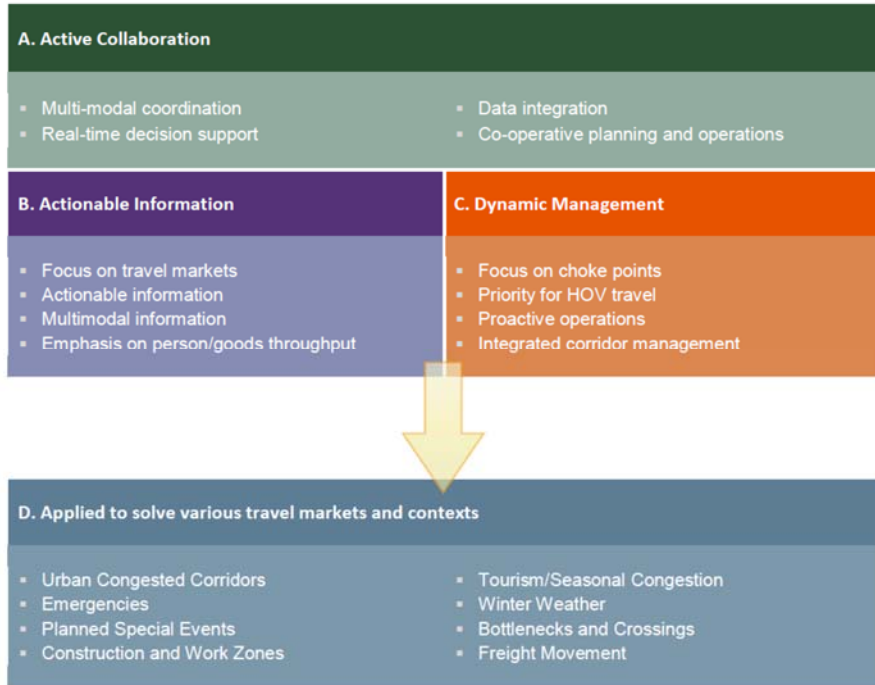 A. Active Collaboration
▪ Multi-modal coordination
▪ Real-time decision support
▪ Data integration
▪ Co-operative planning and operations
B. Actionable Information
▪ Focus on travel markets
▪ Actionable information
▪ Multimodal information
▪ Emphasis on person/goods throughput
C. Dynamic Management
▪ Focus on choke points
▪ Priority for HOV travel
▪ Proactive operations
▪ Integrated corridor management
D. Applied to solve various travel markets and contexts
▪ Urban Congested Corridors
▪ Emergencies
▪ Planned Special Events
▪ Construction and Work Zones
▪ Tourism/Seasonal Congestion
▪ Winter Weather
▪ Bottlenecks and Crossings
▪ Freight Movement